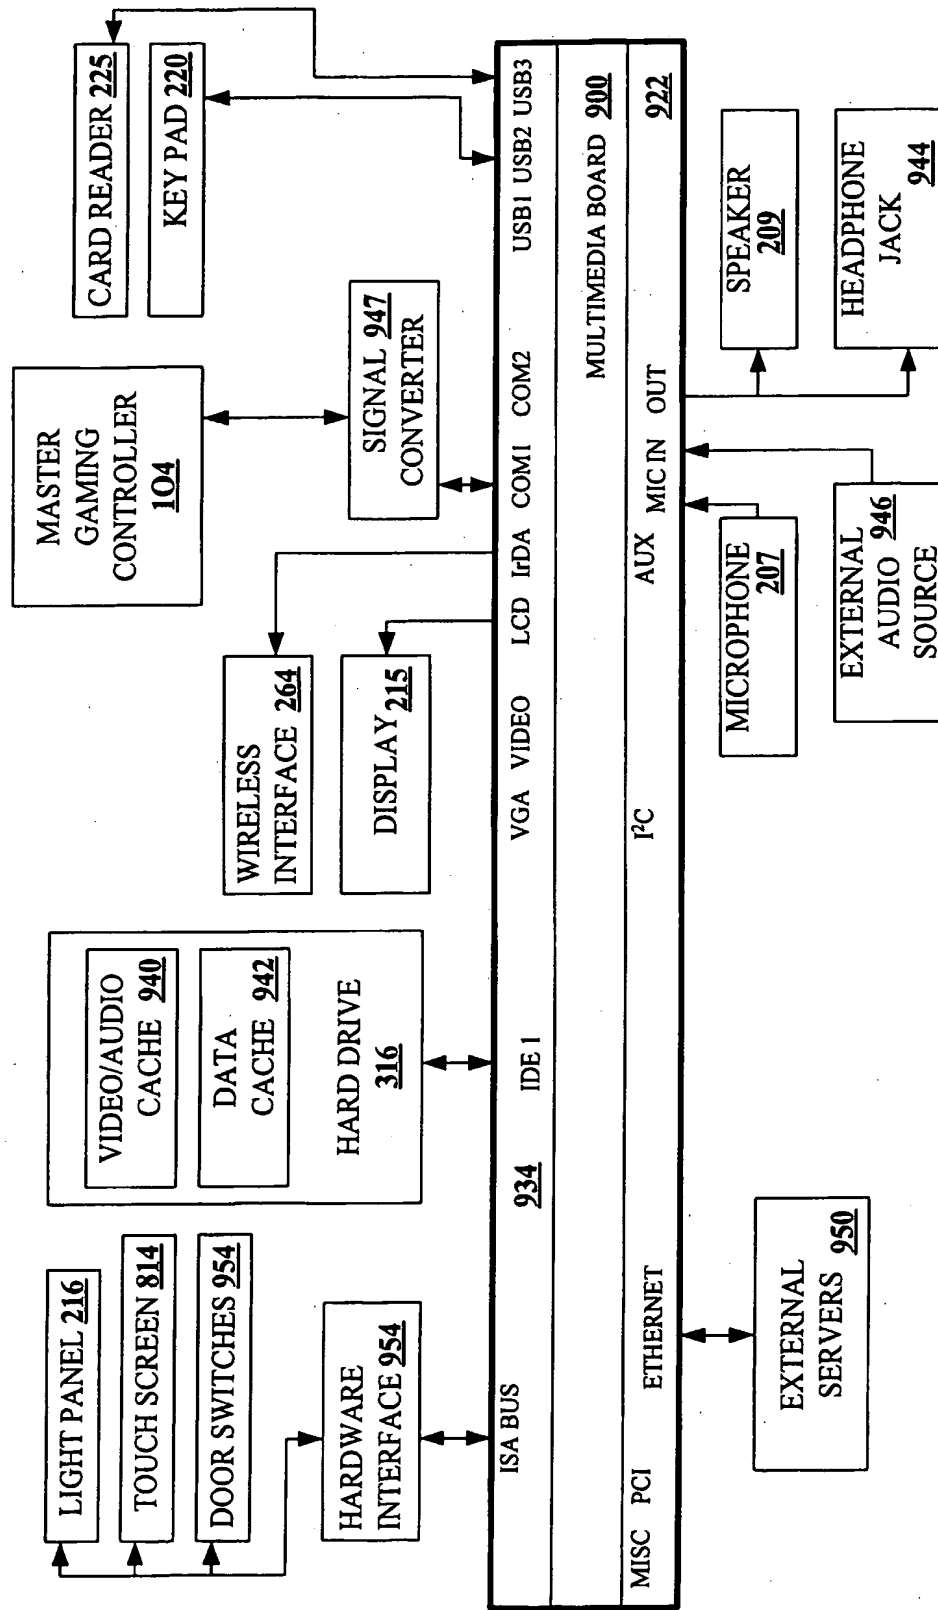 LIGHT PANEL 216
TOUCH SCREEN 814
DOOR SWITCHES 954
HARDWARE
INTERFACE 954
VIDEO/AUDIO
CACHE 940
DATA
CACHE 942
HARD DRIVE
316
WIRELESS
INTERFACE 264
DISPLAY 215
MASTER
GAMING
CONTROLLER
104
SIGNAL 947
CONVERTER
CARD READER 225
KEY PAD 220
ISA BUS
934
IDE 1
VGA
VIDEO
LCD
IrDA
COM1
COM2
USB1
USB2
USB3
MULTIMEDIA BOARD 900
MISC
PCI
ETHERNET
I²C
AUX
MIC IN
OUT
922
EXTERNAL
SERVERS 950
MICROPHONE
207
EXTERNAL
AUDIO 946
SOURCE
SPEAKER
209
HEADPHONE
JACK 944